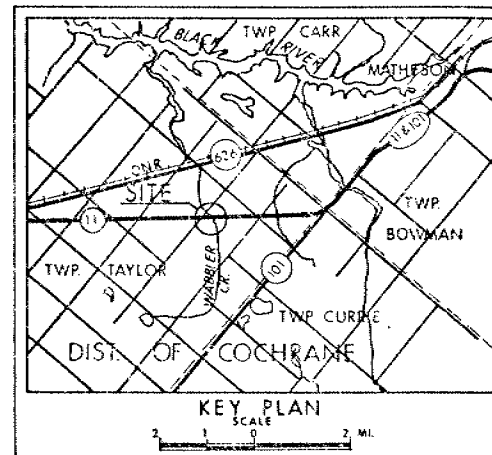 BLACK
RIVER
TWP. CARR
MATHESON
11 & 101
626
O.N.R.
SITE
11
TWP.
BOWMAN
TWP. TAYLOR
WABBLER
CR.
101
TWP CURRIE
DIST. OF COCHRANE
KEY PLAN
SCALE
2 1 0 2 MI.